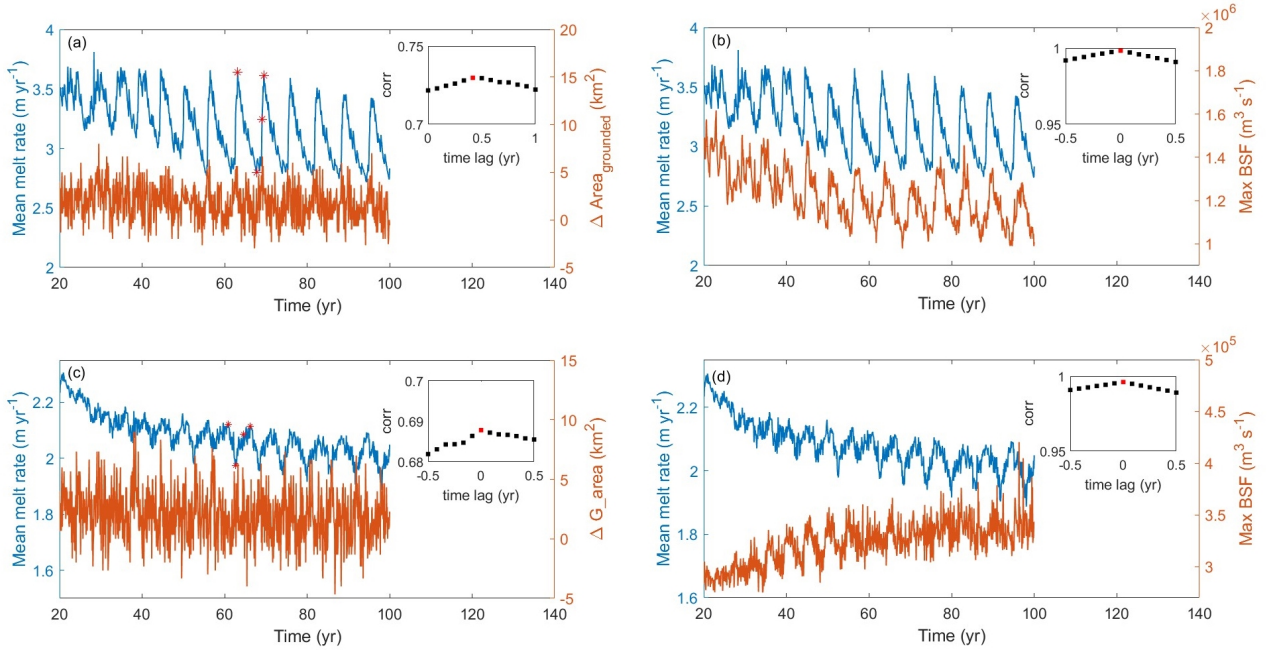 (a)
Mean melt rate (m yr-1)
4
3.5
3
2.5
2
20 40 60 80 100 120 140
Time (yr)
20
15
10
5
0
-5
Δ Areagrounded (km2)
corr
0.75
0.7
0 0.5 1
time lag (yr)
(b)
Mean melt rate (m yr-1)
4
3.5
3
2.5
2
20 40 60 80 100 120 140
Time (yr)
×106
2
1.8
1.6
1.4
1.2
1
Max BSF (m3 s-1)
corr
1
0.95
-0.5 0 0.5
time lag (yr)
(c)
Mean melt rate (m yr-1)
2.2
2
1.8
1.6
20 40 60 80 100 120 140
Time (yr)
15
10
5
0
-5
Δ G_area (km2)
corr
0.7
0.69
0.68
-0.5 0 0.5
time lag (yr)
(d)
Mean melt rate (m yr-1)
2.2
2
1.8
1.6
20 40 60 80 100 120 140
Time (yr)
×105
5
4.5
4
3.5
3
Max BSF (m3 s-1)
corr
1
0.95
-0.5 0 0.5
time lag (yr)